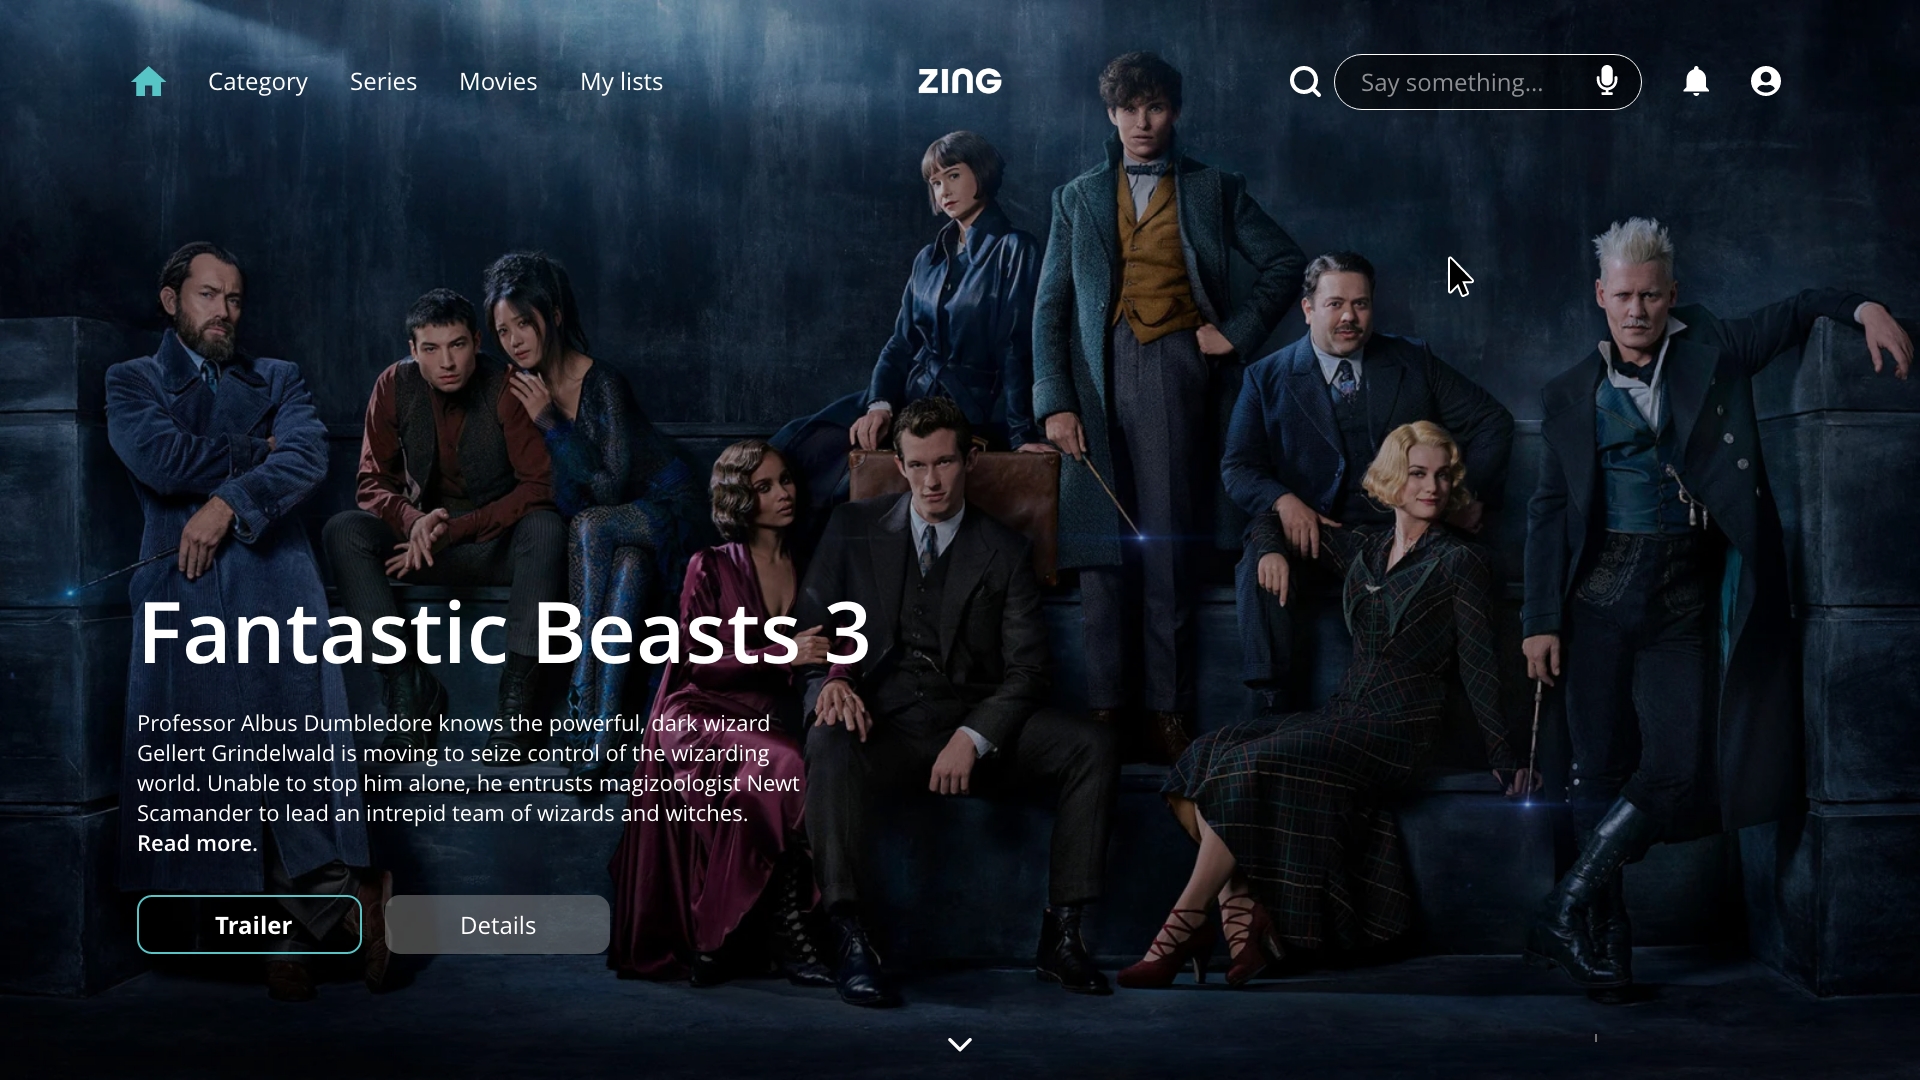 Category Series Movies My lists ZING Say something...
Fantastic Beasts 3
Professor Albus Dumbledore knows the powerful, dark wizard
Gellert Grindelwald is moving to seize control of the wizarding
world. Unable to stop him alone, he entrusts magizoologist Newt
Scamander to lead an intrepid team of wizards and witches.
Read more.
Trailer Details